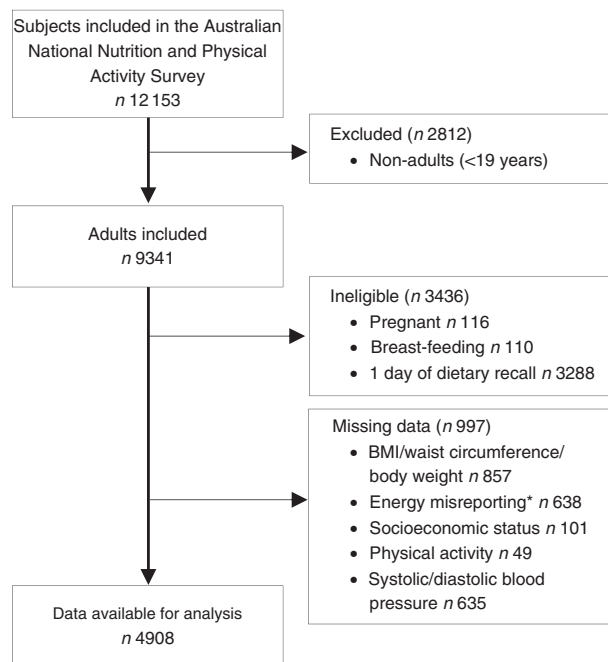 Subjects included in the Australian
National Nutrition and Physical
Activity Survey
n 12 153
Excluded (n 2812)
• Non-adults (<19 years)
Adults included
n 9341
Ineligible (n 3436)
• Pregnant n 116
• Breast-feeding n 110
• 1 day of dietary recall n 3288
Missing data (n 997)
• BMI/waist circumference/
body weight n 857
• Energy misreporting* n 638
• Socioeconomic status n 101
• Physical activity n 49
• Systolic/diastolic blood
pressure n 635
Data available for analysis
n 4908